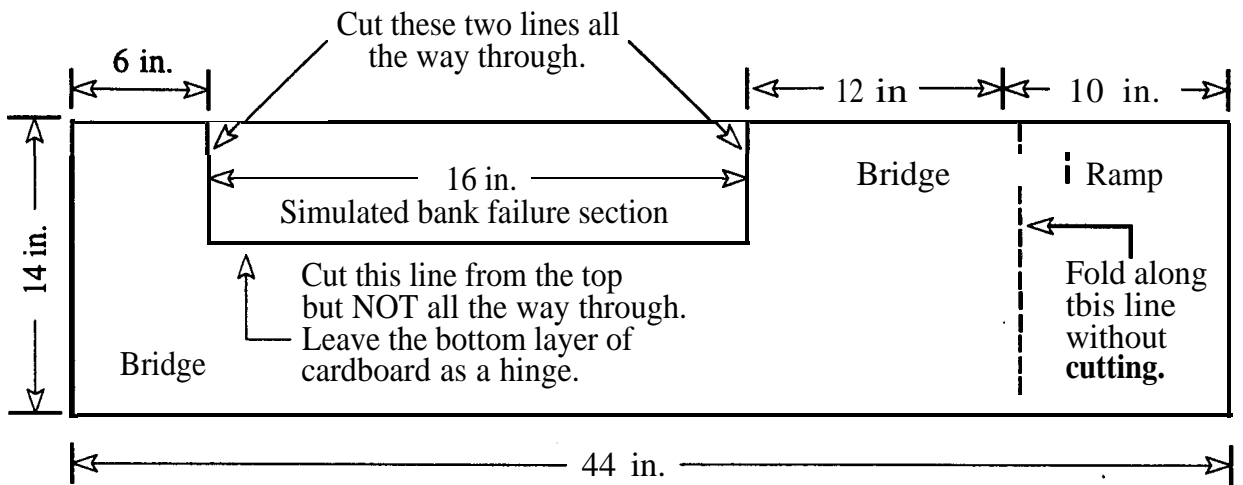 Cut these two lines all
the way through.
6 in.
12 in
10 in.
14 in.
16 in.
Simulated bank failure section
Bridge
Ramp
Cut this line from the top
but NOT all the way through.
Leave the bottom layer of
cardboard as a hinge.
Fold along
tbis line
without
cutting.
Bridge
44 in.